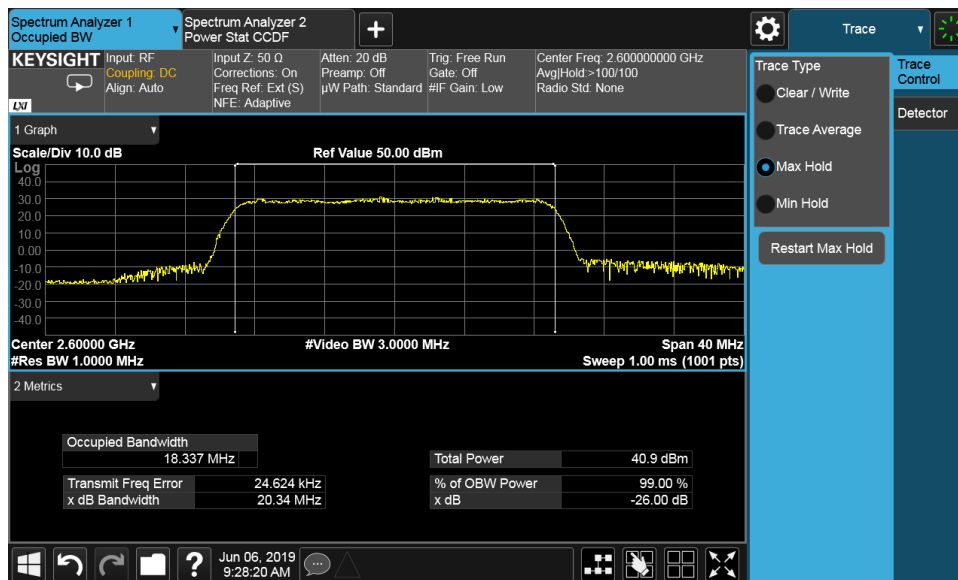 Spectrum Analyzer 1
Occupied BW
Spectrum Analyzer 2
Power Stat CCDF
Trace
KEYSIGHT
LXI
Input: RF
Coupling: DC
Align: Auto
Input Z: 50 Ω
Corrections: On
Freq Ref: Ext (S)
NFE: Adaptive
Atten: 20 dB
Preamp: Off
µW Path: Standard
Trig: Free Run
Gate: Off
#IF Gain: Low
Center Freq: 2.600000000 GHz
Avg|Hold:>100/100
Radio Std: None
1 Graph
Scale/Div 10.0 dB
Ref Value 50.00 dBm
Log
40.0
30.0
20.0
10.0
0.00
-10.0
-20.0
-30.0
-40.0
Center 2.60000 GHz
#Video BW 3.0000 MHz
Span 40 MHz
#Res BW 1.0000 MHz
Sweep 1.00 ms (1001 pts)
2 Metrics
Occupied Bandwidth
18.337 MHz
Total Power 40.9 dBm
Transmit Freq Error 24.624 kHz
% of OBW Power 99.00 %
x dB Bandwidth 20.34 MHz
x dB -26.00 dB
Jun 06, 2019
9:28:20 AM
?
Trace Type
Clear / Write
Trace Average
Max Hold
Min Hold
Restart Max Hold
Trace
Control
Detector